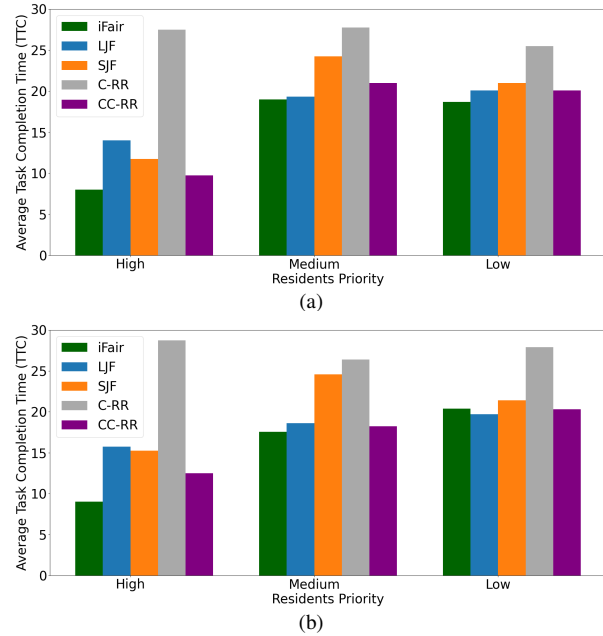 30
25
20
15
10
5
0
Average Task Completion Time (TTC)
iFair
LJF
SJF
C-RR
CC-RR
High
Medium
Low
Residents Priority
(a)
30
25
20
15
10
5
0
Average Task Completion Time (TTC)
iFair
LJF
SJF
C-RR
CC-RR
High
Medium
Low
Residents Priority
(b)